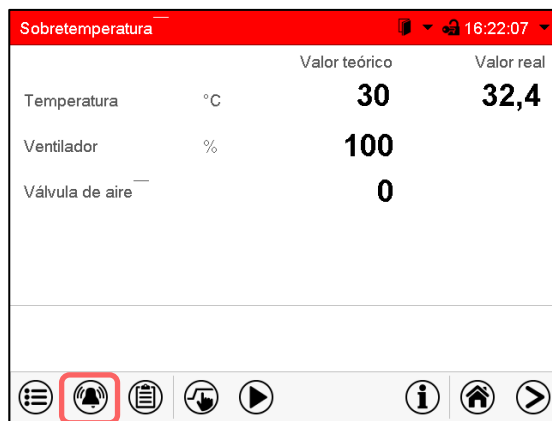 Sobretemperatura 16:22:07
Valor teórico Valor real
Temperatura °C 30 32,4
Ventilador % 100
Válvula de aire 0